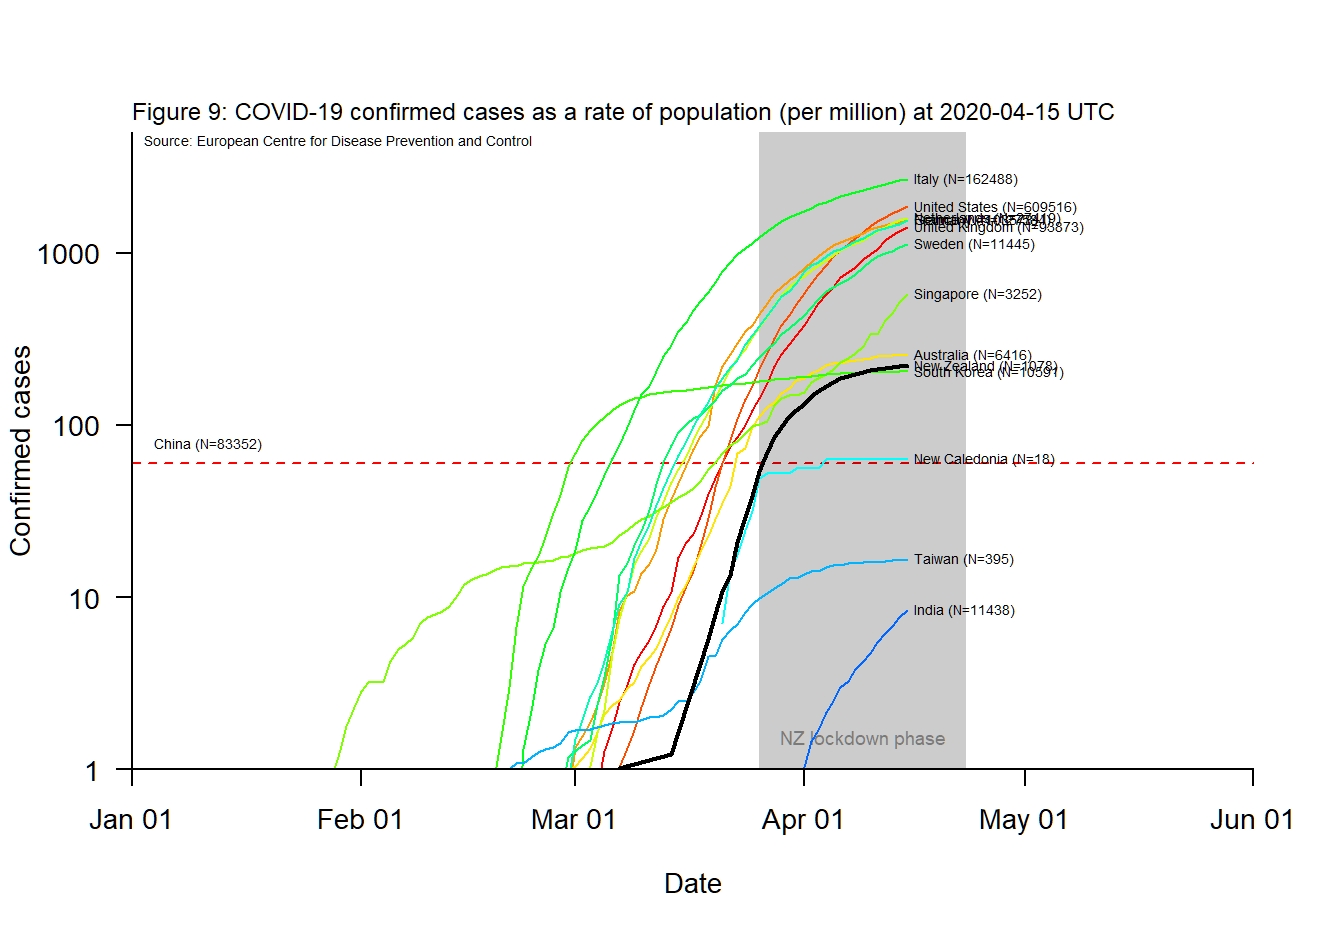 Figure 9: COVID-19 confirmed cases as a rate of population (per million) at 2020-04-15 UTC
Source: European Centre for Disease Prevention and Control
Italy (N=162488)
United States (N=609516)
United Kingdom (N=93873)
Sweden (N=11445)
1000
Singapore (N=3252)
Australia (N=6416)
New Zealand (N=1078)
South Korea (N=10591)
100
China (N=83352)
New Caledonia (N=18)
Taiwan (N=395)
10
India (N=11438)
NZ lockdown phase
1
Confirmed cases
Jan 01 Feb 01 Mar 01 Apr 01 May 01 Jun 01
Date